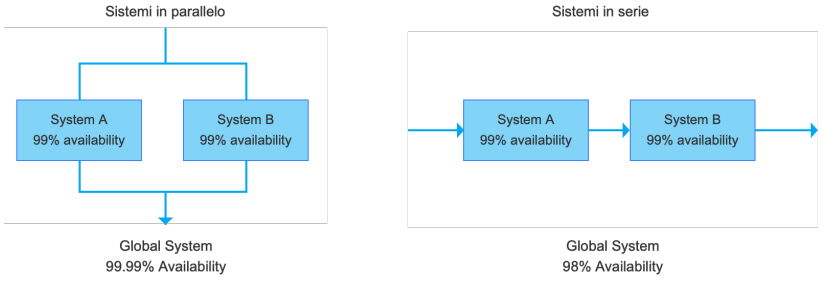 Sistemi in parallelo
System A
99% availability
System B
99% availability
Global System
99.99% Availability
Sistemi in serie
System A
99% availability
System B
99% availability
Global System
98% Availability